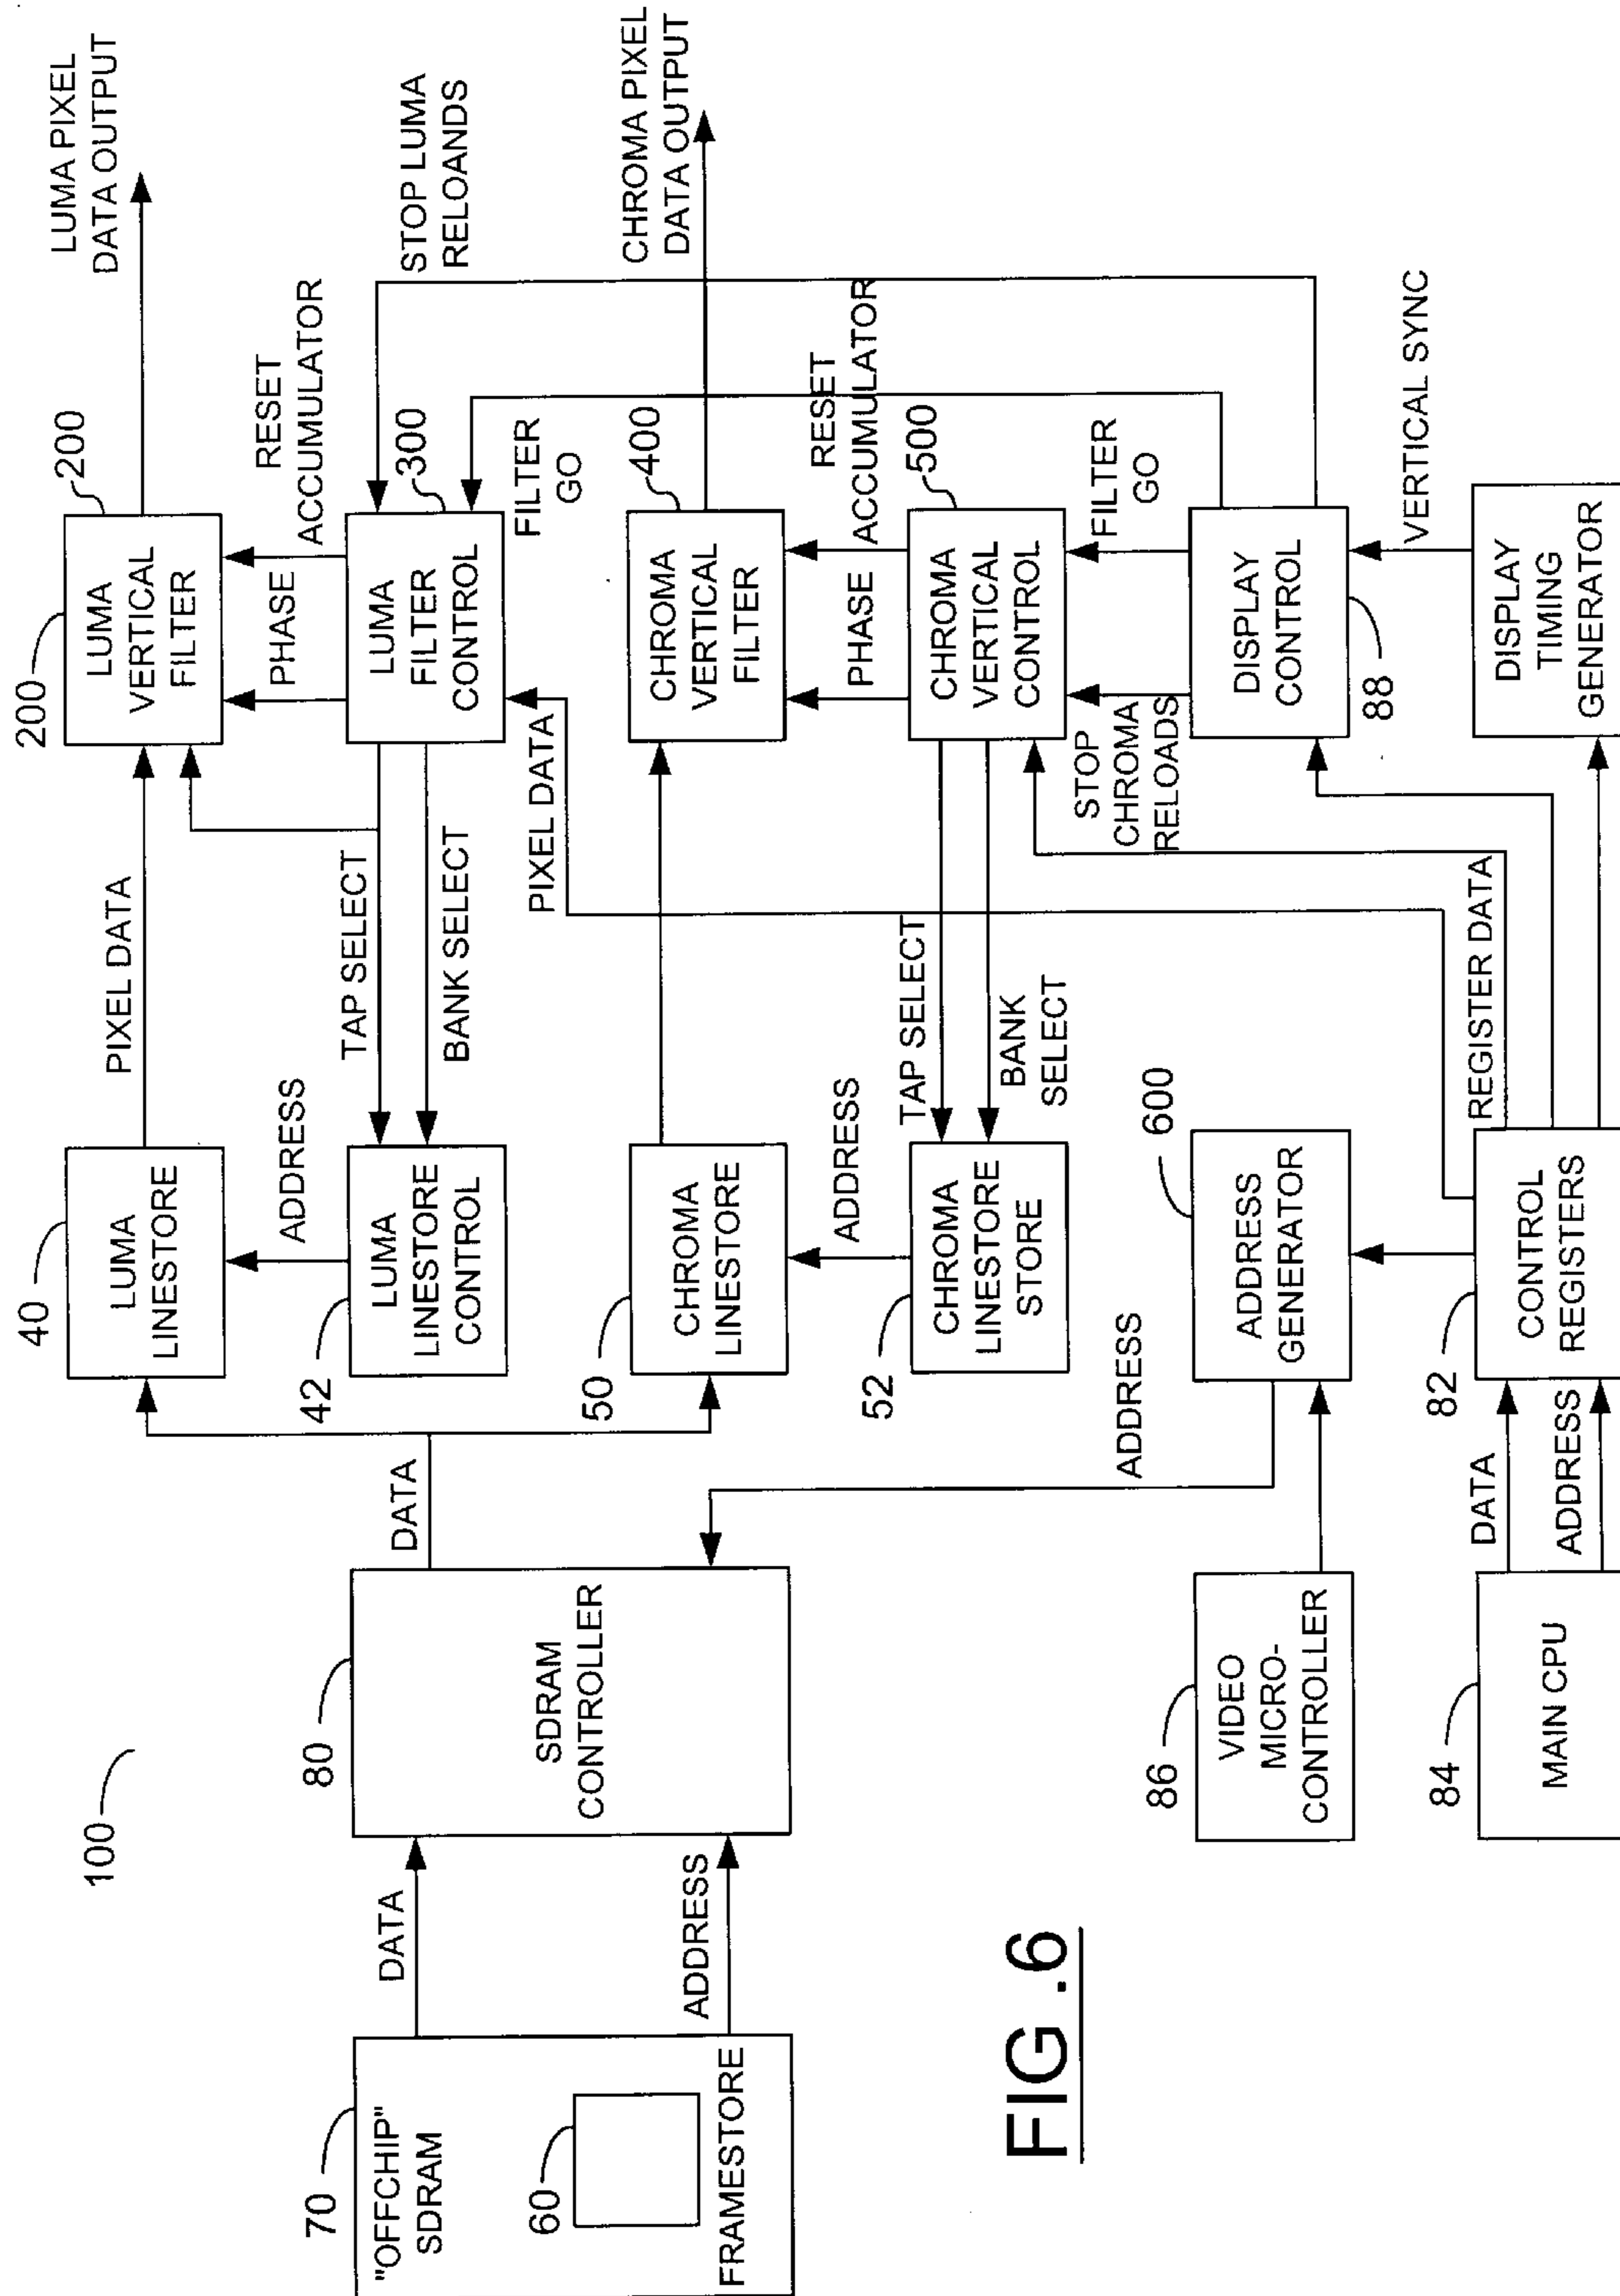 100
70
"OFFCHIP"
SDRAM
60
FRAMESTORE
DATA
ADDRESS
80
SDRAM
CONTROLLER
DATA
ADDRESS
86
VIDEO
MICRO-
CONTROLLER
84
MAIN CPU
DATA
ADDRESS
40
LUMA
LINESTORE
ADDRESS
42
LUMA
LINESTORE
CONTROL
50
CHROMA
LINESTORE
ADDRESS
52
CHROMA
LINESTORE
STORE
600
ADDRESS
GENERATOR
82
CONTROL
REGISTERS
REGISTER DATA
PIXEL DATA
TAP SELECT
BANK SELECT
PIXEL DATA
TAP SELECT
BANK
SELECT
200
LUMA
VERTICAL
FILTER
200
PHASE
RESET
ACCUMULATOR
LUMA
FILTER
CONTROL
300
FILTER
GO
CHROMA
VERTICAL
FILTER
400
PHASE
RESET
ACCUMULATOR
CHROMA
VERTICAL
CONTROL
500
STOP
CHROMA
RELOADS
FILTER
GO
DISPLAY
CONTROL
88
VERTICAL SYNC
DISPLAY
TIMING
GENERATOR
LUMA PIXEL
DATA OUTPUT
STOP LUMA
RELOANDS
CHROMA PIXEL
DATA OUTPUT
FIG .6